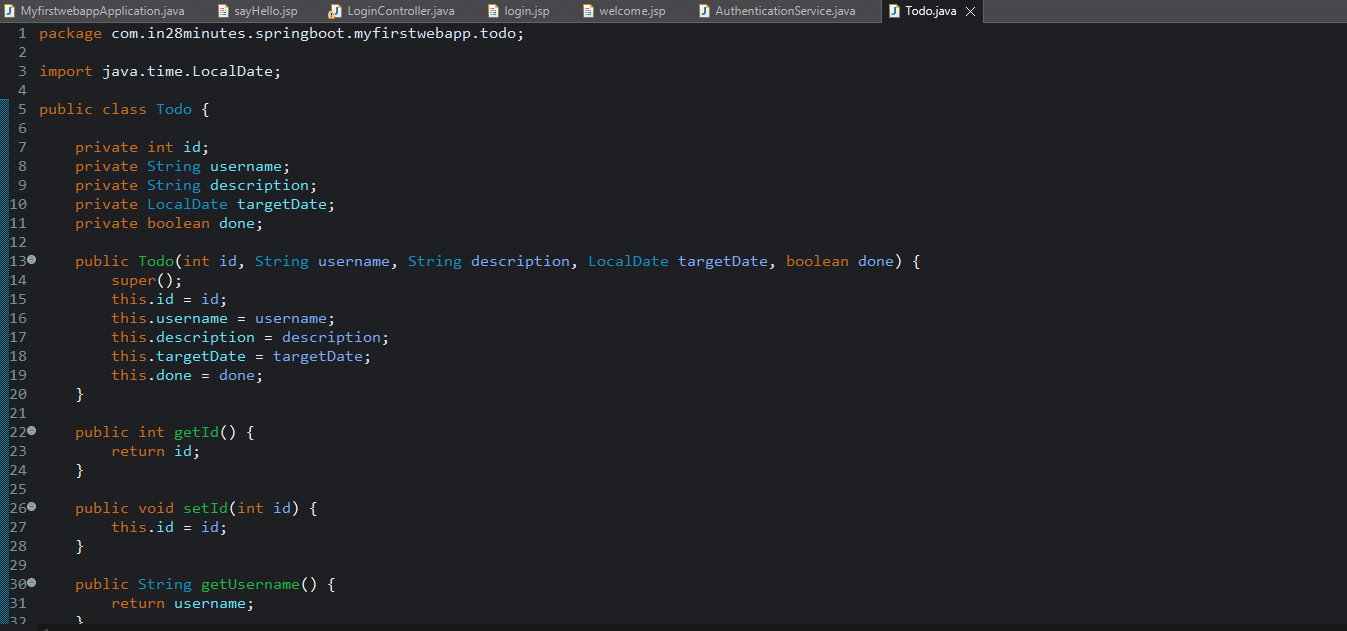 MyfirstwebappApplication.java sayHello.jsp LoginController.java login.jsp welcome.jsp AuthenticationService.java Todo.java
1 package com.in28minutes.springboot.myfirstwebapp.todo;
2
3 import java.time.LocalDate;
4
5 public class Todo {
6
7     private int id;
8     private String username;
9     private String description;
10     private LocalDate targetDate;
11     private boolean done;
12
13     public Todo(int id, String username, String description, LocalDate targetDate, boolean done) {
14         super();
15         this.id = id;
16         this.username = username;
17         this.description = description;
18         this.targetDate = targetDate;
19         this.done = done;
20     }
21
22     public int getId() {
23         return id;
24     }
25
26     public void setId(int id) {
27         this.id = id;
28     }
29
30     public String getUsername() {
31         return username;
32     }